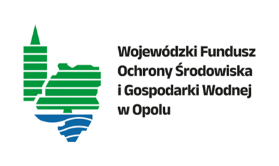 Wojewódzki Fundusz
Ochrony Środowiska
i Gospodarki Wodnej
w Opolu